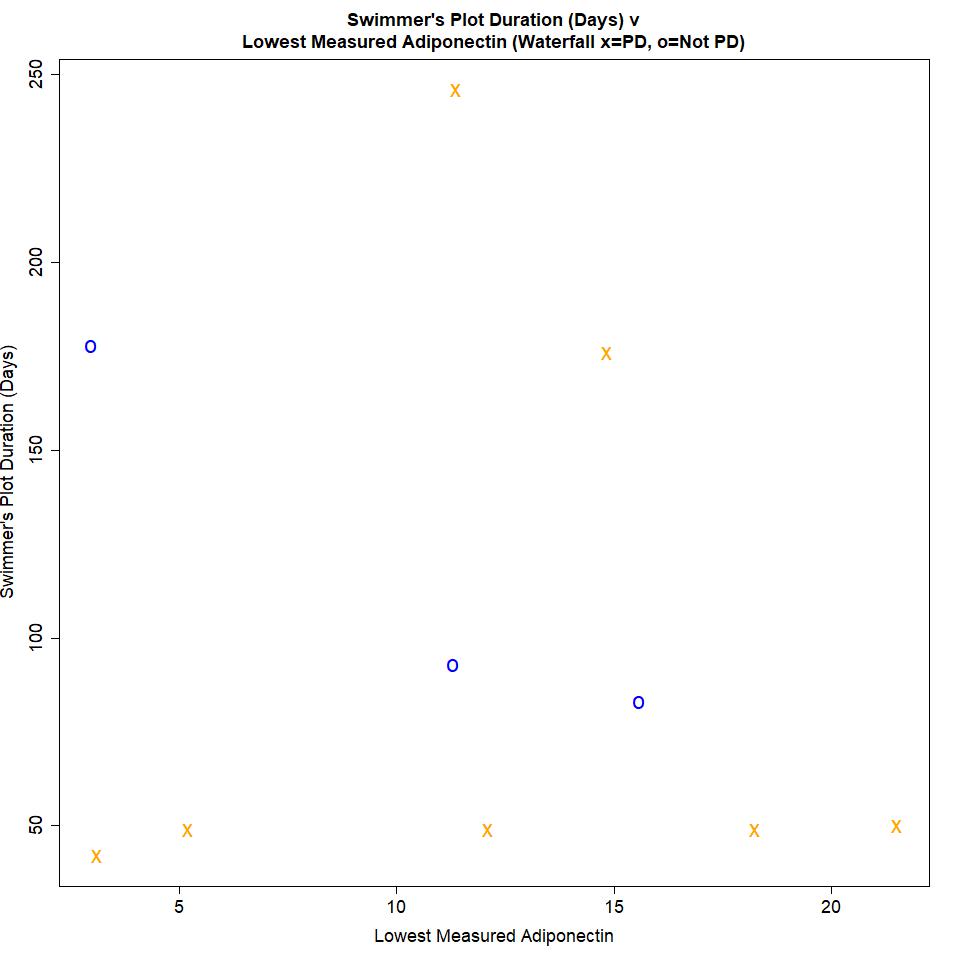 Swimmer's Plot Duration (Days) v
Lowest Measured Adiponectin (Waterfall x=PD, o=Not PD)
Swimmer's Plot Duration (Days)
250
200
150
100
50
X
O
X
O
O
X
X
X
X
X
5
10
15
20
Lowest Measured Adiponectin